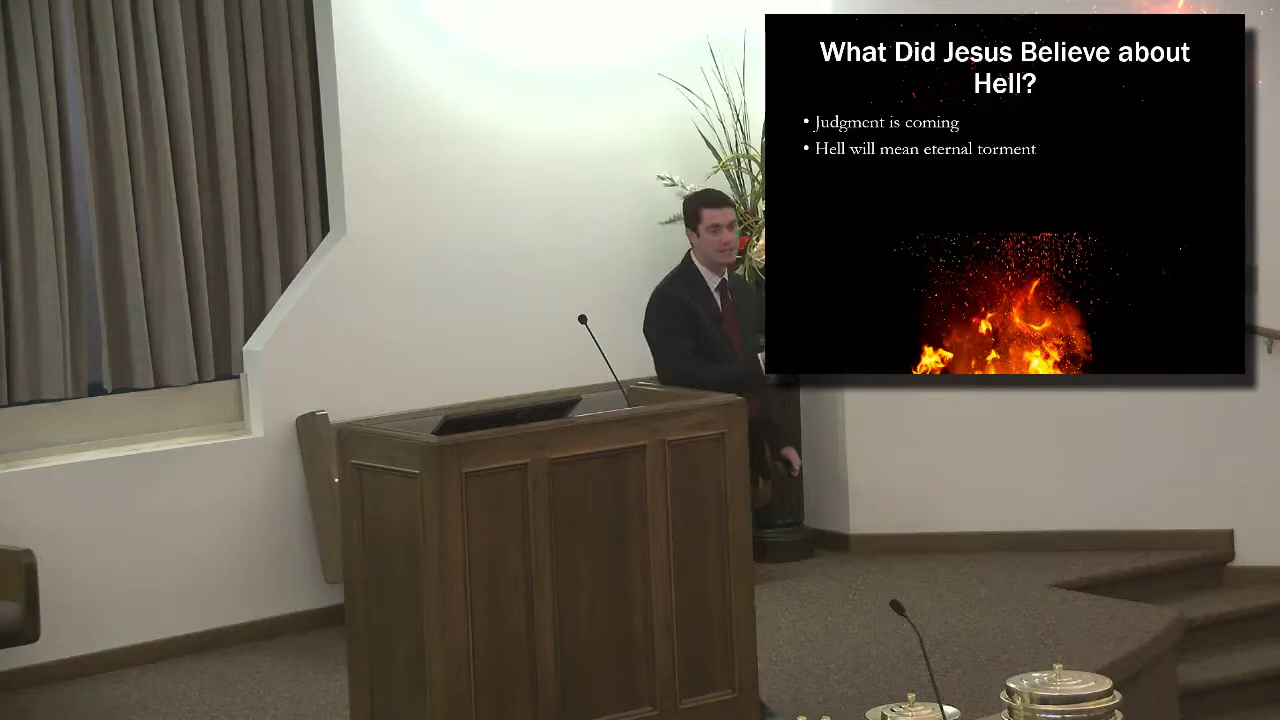 What Did Jesus Believe about
Hell?
• Judgment is coming
• Hell will mean eternal torment